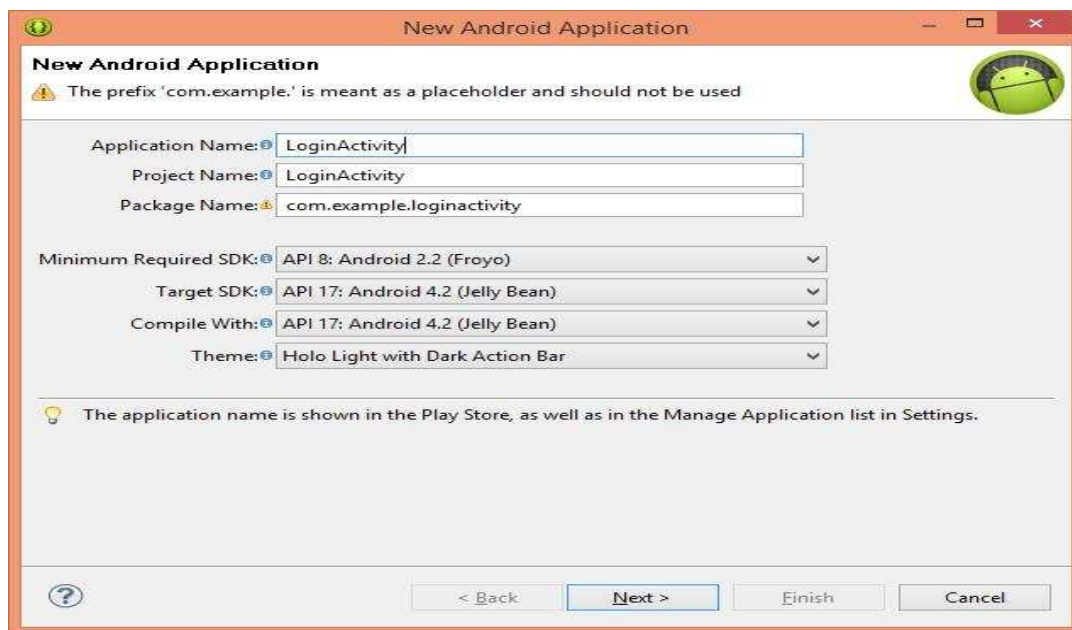 New Android Application
New Android Application
The prefix 'com.example.' is meant as a placeholder and should not be used
Application Name: LoginActivity
Project Name: LoginActivity
Package Name: com.example.loginactivity
Minimum Required SDK: API 8: Android 2.2 (Froyo)
Target SDK: API 17: Android 4.2 (Jelly Bean)
Compile With: API 17: Android 4.2 (Jelly Bean)
Theme: Holo Light with Dark Action Bar
The application name is shown in the Play Store, as well as in the Manage Application list in Settings.
< Back Next > Finish Cancel